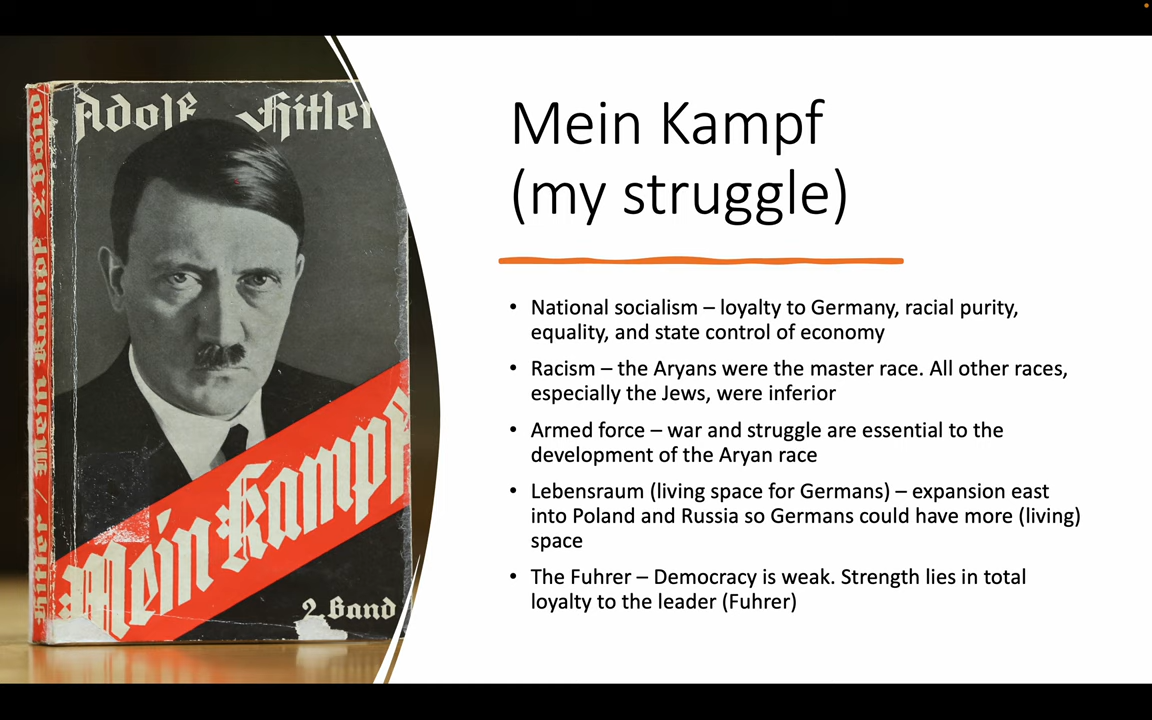 Adolf Hitler
Hitler / Mein Kampf 2. Band
Mein Kampf
2. Band
Mein Kampf
(my struggle)
• National socialism – loyalty to Germany, racial purity,
equality, and state control of economy
• Racism – the Aryans were the master race. All other races,
especially the Jews, were inferior
• Armed force – war and struggle are essential to the
development of the Aryan race
• Lebensraum (living space for Germans) – expansion east
into Poland and Russia so Germans could have more (living)
space
• The Fuhrer – Democracy is weak. Strength lies in total
loyalty to the leader (Fuhrer)